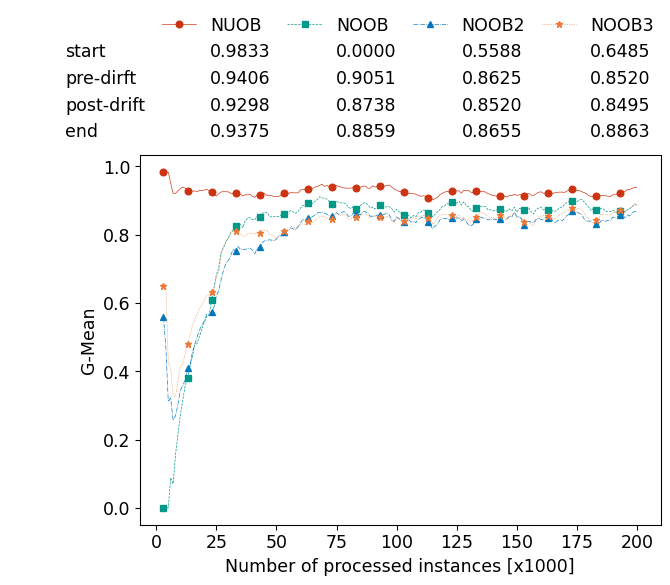 NUOB NOOB NOOB2 NOOB3
start 0.9833 0.0000 0.5588 0.6485
pre-dirft 0.9406 0.9051 0.8625 0.8520
post-drift 0.9298 0.8738 0.8520 0.8495
end 0.9375 0.8859 0.8655 0.8863
1.0
0.8
0.6
0.4
0.2
0.0
G-Mean
0 25 50 75 100 125 150 175 200
Number of processed instances [x1000]